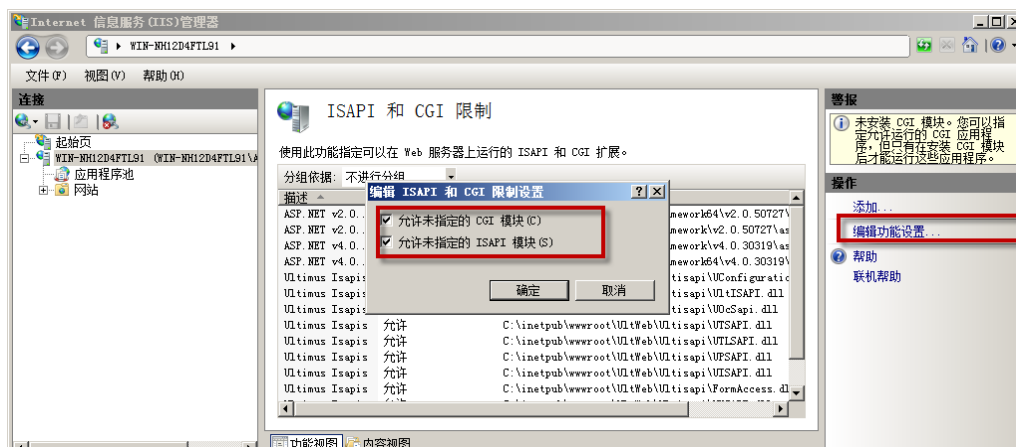 Internet 信息服务(IIS)管理器
WIN-NH12D4FTL91
文件(F) 视图(V) 帮助(H)
连接
起始页
WIN-NH12D4FTL91 (WIN-NH12D4FTL91\A
应用程序池
网站
ISAPI 和 CGI 限制
使用此功能指定可以在 Web 服务器上运行的 ISAPI 和 CGI 扩展。
分组依据: 不进行分组
描述
ASP.NET v2.0.. mework64\v2.0.50727\
ASP.NET v2.0.. mework\v2.0.50727\as
ASP.NET v4.0.. mework\v4.0.30319\as
ASP.NET v4.0.. mework64\v4.0.30319\
Ultimus Isapis tisapi\UConfiguratic
Ultimus Isapis tisapi\UltISAPI.dll
Ultimus Isapis tisapi\UOcSapi.dll
Ultimus Isapis 允许 C:\inetpub\wwwroot\UltWeb\Ultisapi\UTSAPI.dll
Ultimus Isapis 允许 C:\inetpub\wwwroot\UltWeb\Ultisapi\UTLSAPI.dll
Ultimus Isapis 允许 C:\inetpub\wwwroot\UltWeb\Ultisapi\UPSAPI.dll
Ultimus Isapis 允许 C:\inetpub\wwwroot\UltWeb\Ultisapi\UISAPI.dll
Ultimus Isapis 允许 C:\inetpub\wwwroot\UltWeb\Ultisapi\FormAccess.dl
编辑 ISAPI 和 CGI 限制设置
允许未指定的 CGI 模块(C)
允许未指定的 ISAPI 模块(S)
确定 取消
功能视图 内容视图
警报
未安装 CGI 模块。您可以指
定允许运行的 CGI 应用程
序，但只有在安装 CGI 模块
后才能运行这些应用程序。
操作
添加...
编辑功能设置...
帮助
联机帮助